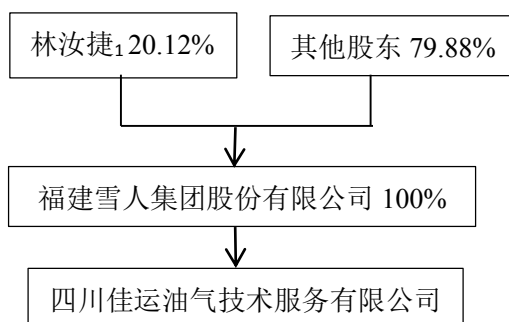 林汝捷₁ 20.12%
其他股东 79.88%
福建雪人集团股份有限公司 100%
四川佳运油气技术服务有限公司